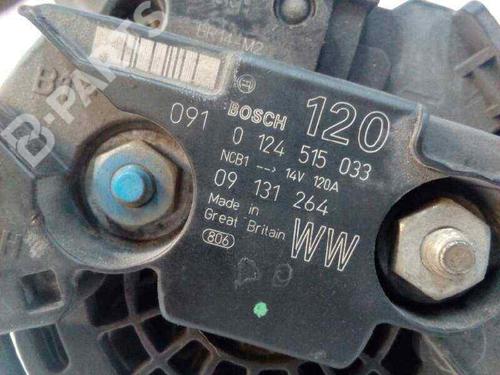 B-PARTS
091 BOSCH 120
0 124 515 033
NCB1 --> 14V 120A
09 131 264
Made in
Great Britain WW
806